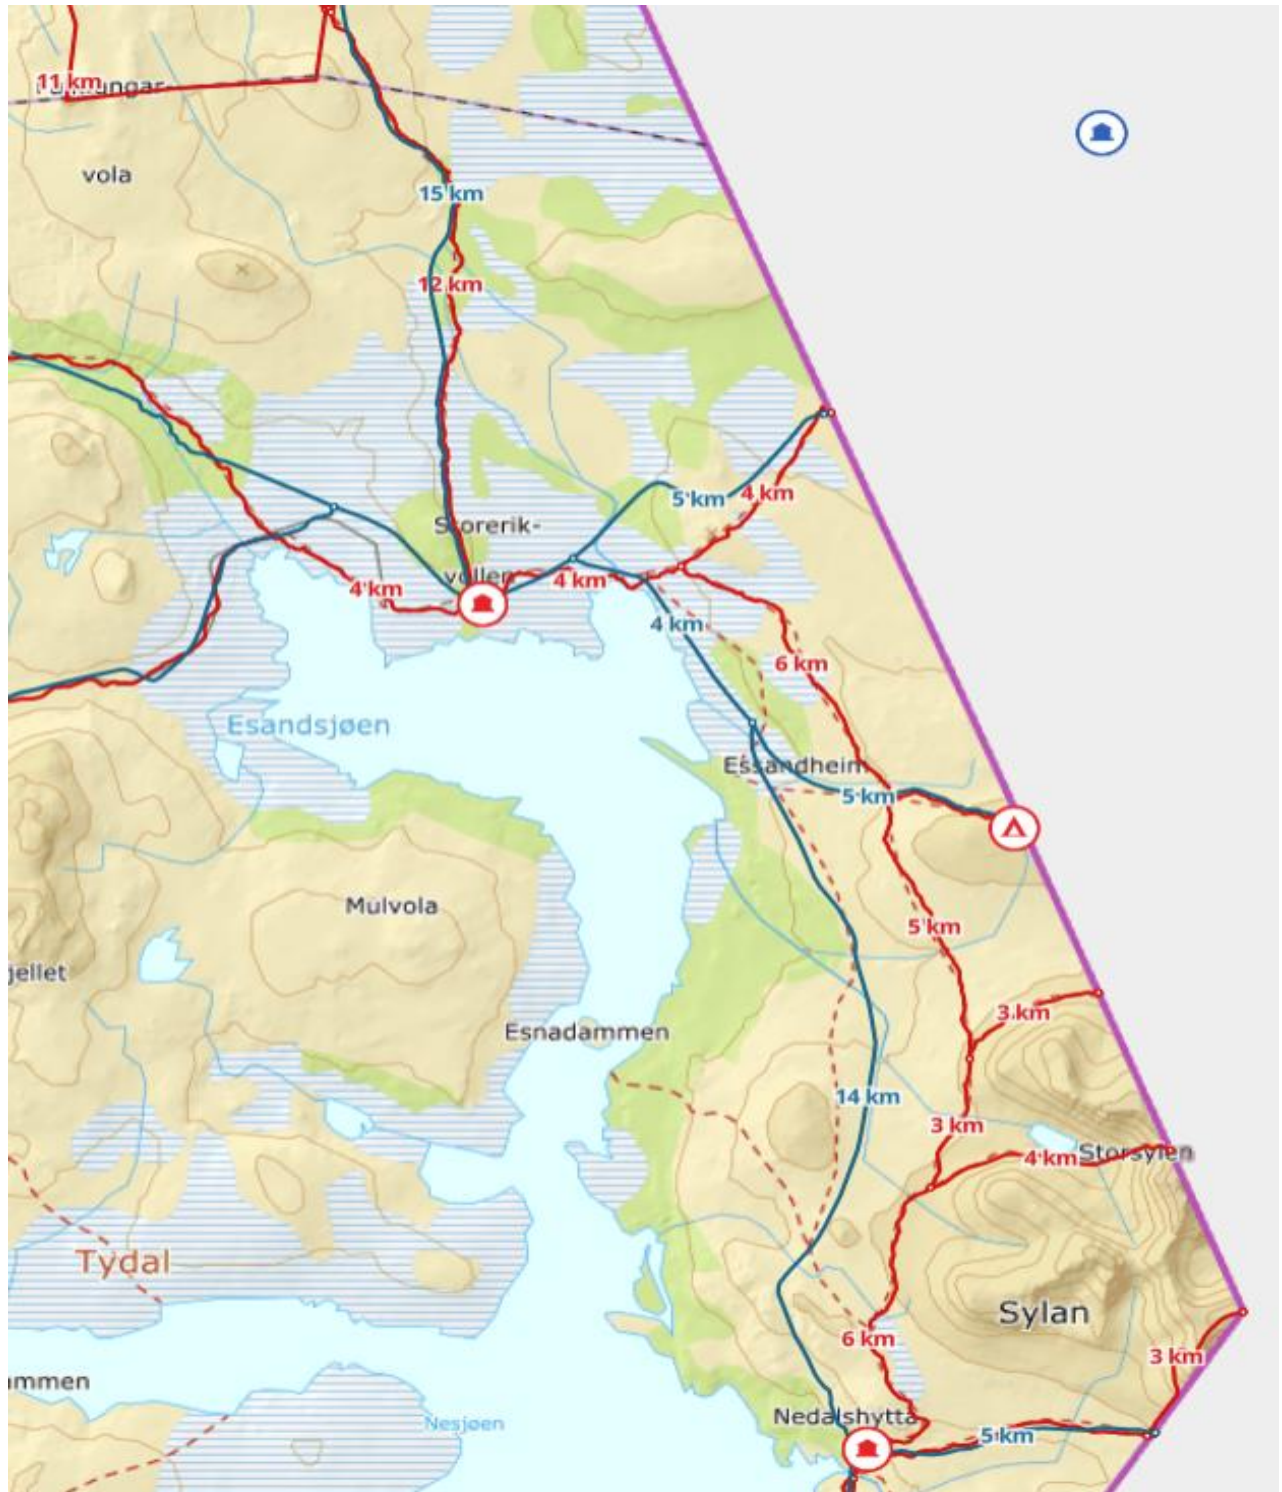 11 km
vola
15 km
12 km
5 km
4 km
Storerik-
vollen
4 km
4 km
4 km
6 km
Esandsjøen
Essandheim
5 km
Mulvola
5 km
jellet
3 km
Esnadammen
14 km
3 km
4 km
Storsylen
Tydal
Sylan
6 km
3 km
ammen
Nedalshytta
Nesjøen
5 km